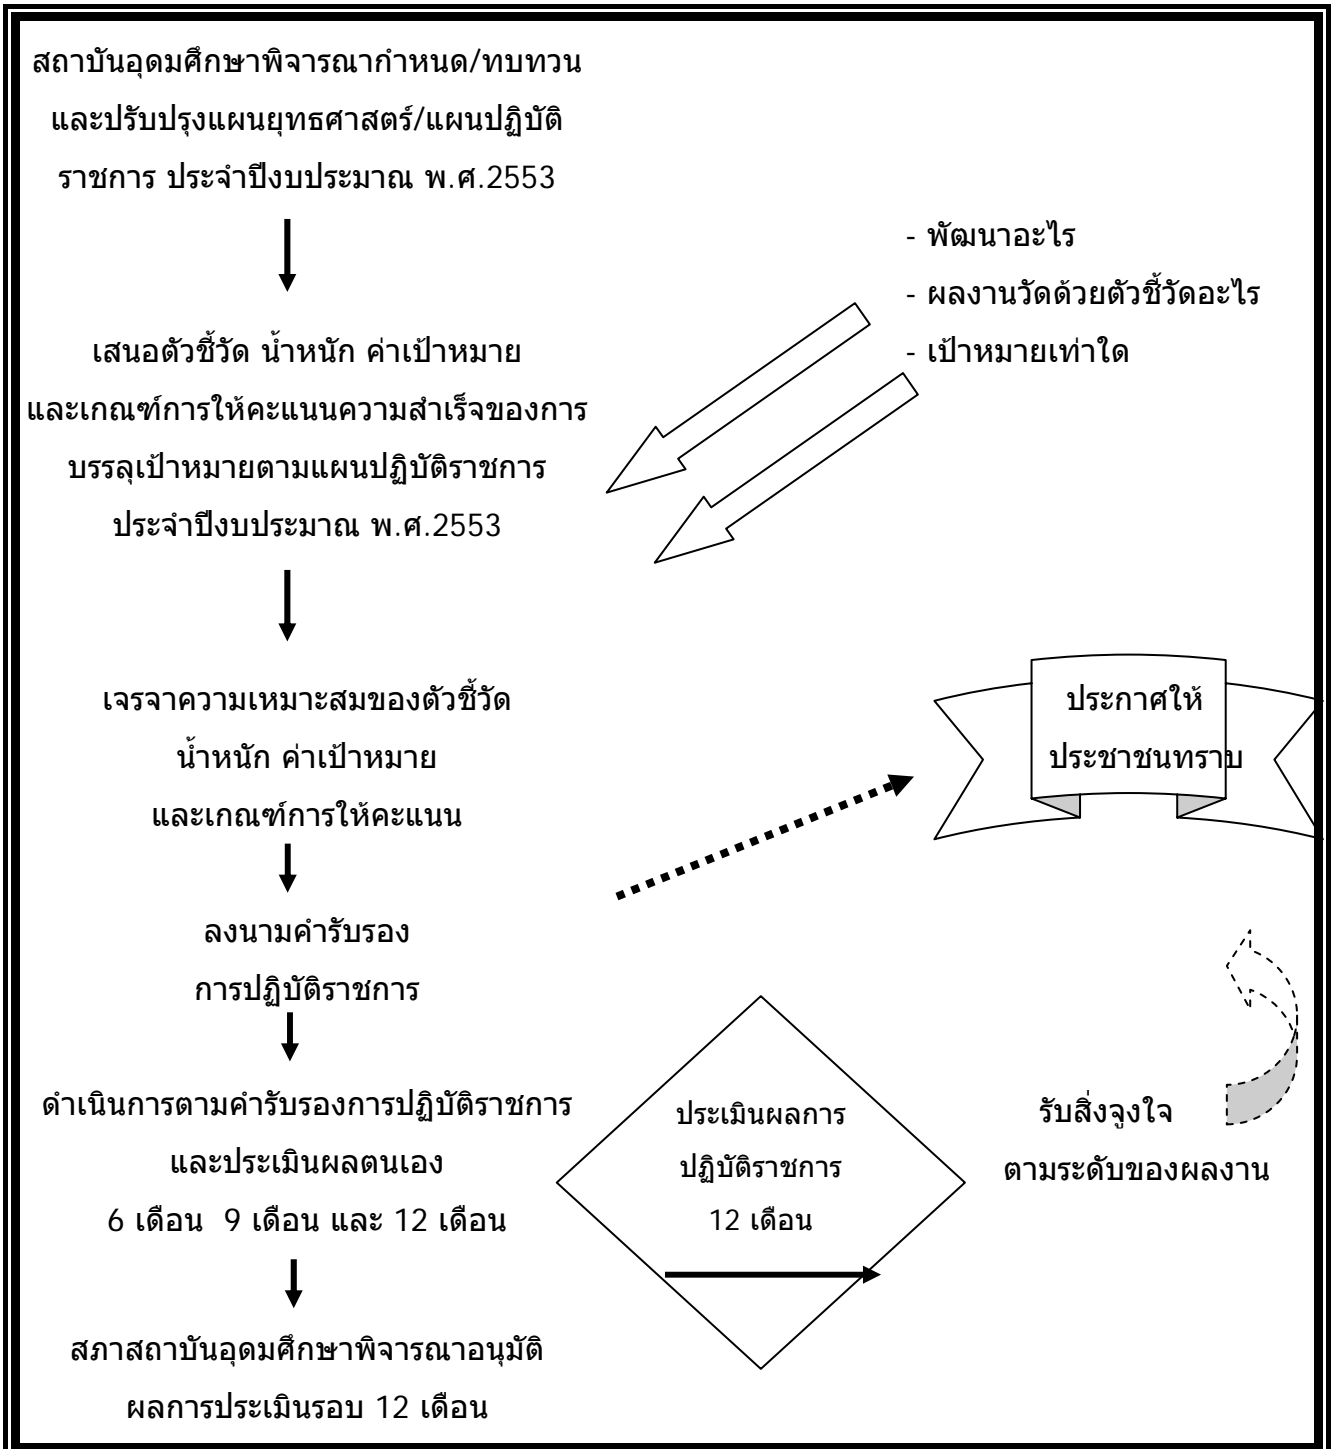 สถาบันอุดมศึกษาพิจารณากำหนด/ทบทวน
และปรับปรุงแผนยุทธศาสตร์/แผนปฏิบัติ
ราชการ ประจำปีงบประมาณ พ.ศ.2553
- พัฒนาอะไร
- ผลงานวัดด้วยตัวชี้วัดอะไร
- เป้าหมายเท่าใด
เสนอตัวชี้วัด น้ำหนัก ค่าเป้าหมาย
และเกณฑ์การให้คะแนนความสำเร็จของการ
บรรลุเป้าหมายตามแผนปฏิบัติราชการ
ประจำปีงบประมาณ พ.ศ.2553
เจรจาความเหมาะสมของตัวชี้วัด
น้ำหนัก ค่าเป้าหมาย
และเกณฑ์การให้คะแนน
ประกาศให้
ประชาชนทราบ
ลงนามคำรับรอง
การปฏิบัติราชการ
ดำเนินการตามคำรับรองการปฏิบัติราชการ
และประเมินผลตนเอง
6 เดือน 9 เดือน และ 12 เดือน
ประเมินผลการ
ปฏิบัติราชการ
12 เดือน
รับสิ่งจูงใจ
ตามระดับของผลงาน
สภาสถาบันอุดมศึกษาพิจารณาอนุมัติ
ผลการประเมินรอบ 12 เดือน